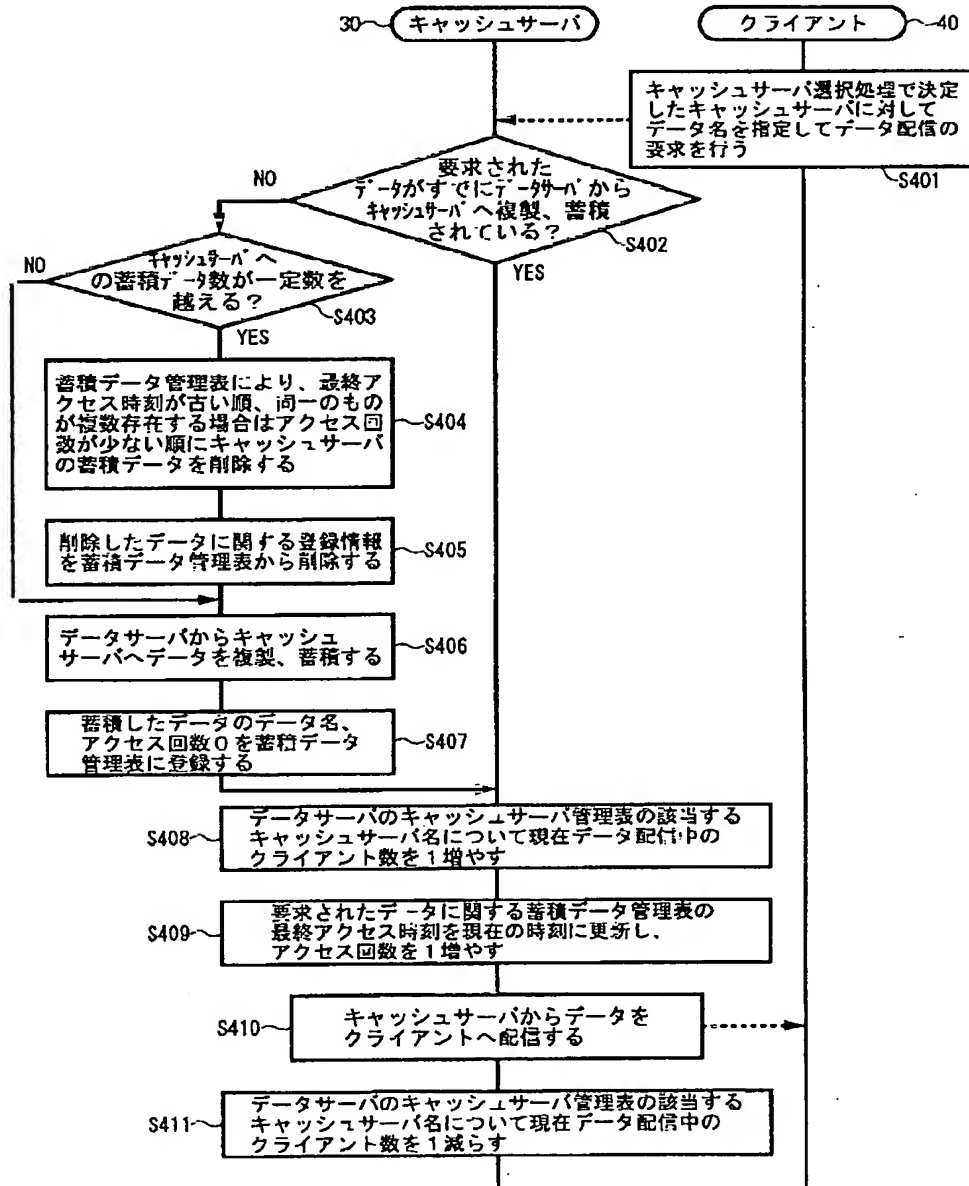 30 キャッシュサーバ
クライアント 40
キャッシュサーバ選択処理で決定
したキャッシュサーバに対して
データ名を指定してデータ配信の
要求を行う
S401
要求された
データがすでにデータサーバから
キャッシュサーバへ複製、蓄積
されている?
S402
NO
YES
キャッシュサーバへ
の蓄積データ数が一定数を
越える?
S403
NO
YES
蓄積データ管理表により、最終ア
クセス時刻が古い順、同一のもの
が複数存在する場合はアクセス回
数が少ない順にキャッシュサーバ
の蓄積データを削除する
S404
削除したデータに関する登録情報
を蓄積データ管理表から削除する
S405
データサーバからキャッシュ
サーバへデータを複製、蓄積する
S406
蓄積したデータのデータ名、
アクセス回数0を蓄積データ
管理表に登録する
S407
データサーバのキャッシュサーバ管理表の該当する
キャッシュサーバ名について現在データ配信中の
クライアント数を1増やす
S408
要求されたデータに関する蓄積データ管理表の
最終アクセス時刻を現在の時刻に更新し、
アクセス回数を1増やす
S409
キャッシュサーバからデータを
クライアントへ配信する
S410
データサーバのキャッシュサーバ管理表の該当する
キャッシュサーバ名について現在データ配信中の
クライアント数を1減らす
S411